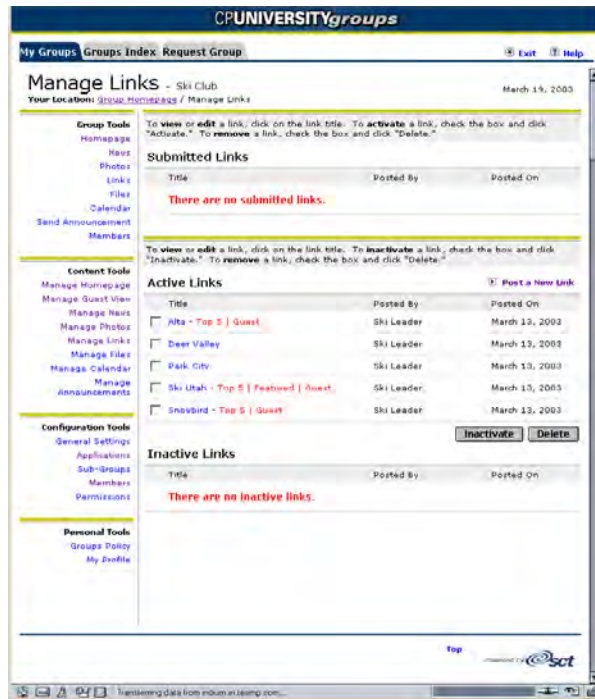 CPUNIVERSITYgroups
My Groups Groups Index Request Group
Exit Help
Manage Links - Ski Club
March 19, 2003
Your Location: Group Homepage / Manage Links
Group Tools
Homepage
News
Photos
Links
Files
Calendar
Send Announcement
Members
To view or edit a link, click on the link title. To activate a link, check the box and click
"Activate." To remove a link, check the box and click "Delete."
Submitted Links
Title Posted By Posted On
There are no submitted links.
Content Tools
Manage Homepage
Manage Guest View
Manage News
Manage Photos
Manage Links
Manage Files
Manage Calendar
Manage
Announcements
To view or edit a link, click on the link title. To inactivate a link, check the box and click
"Inactivate." To remove a link, check the box and click "Delete."
Active Links
Post a New Link
Title Posted By Posted On
Alta - Top 5 | Guest Ski Leader March 13, 2003
Deer Valley Ski Leader March 13, 2003
Park City Ski Leader March 13, 2003
Ski Utah - Top 5 | Featured | Guest Ski Leader March 13, 2003
Snowbird - Top 5 | Guest Ski Leader March 13, 2003
Inactivate Delete
Configuration Tools
General Settings
Applications
Sub-Groups
Members
Permissions
Inactive Links
Title Posted By Posted On
There are no inactive links.
Personal Tools
Groups Policy
My Profile
Top
sct
Transferring data from